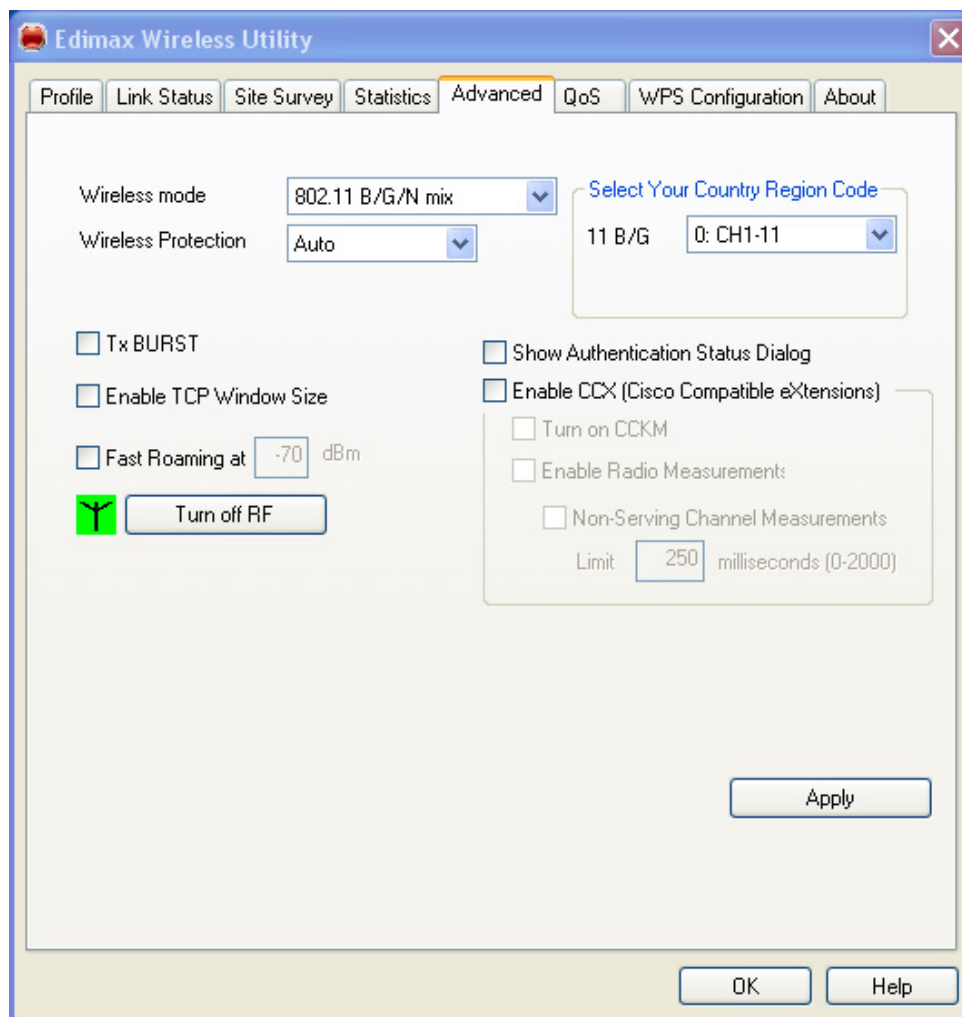 Edimax Wireless Utility
Profile Link Status Site Survey Statistics Advanced QoS WPS Configuration About
Wireless mode 802.11 B/G/N mix
Wireless Protection Auto
Select Your Country Region Code
11 B/G 0: CH1-11
Tx BURST
Enable TCP Window Size
Fast Roaming at -70 dBm
Turn off RF
Show Authentication Status Dialog
Enable CCX (Cisco Compatible eXtensions)
Turn on CCKM
Enable Radio Measurements
Non-Serving Channel Measurements
Limit 250 milliseconds (0-2000)
Apply
OK Help